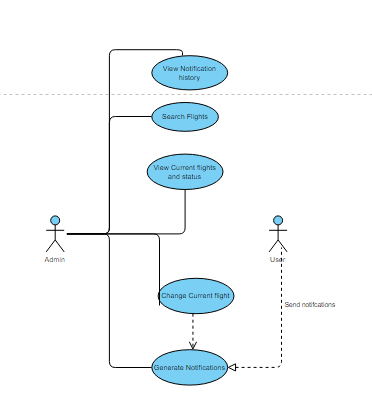 View Notification
history
Search Flights
View Current flights
and status
Admin
User
Change Current flight
Send notifcations
Generate Notifications